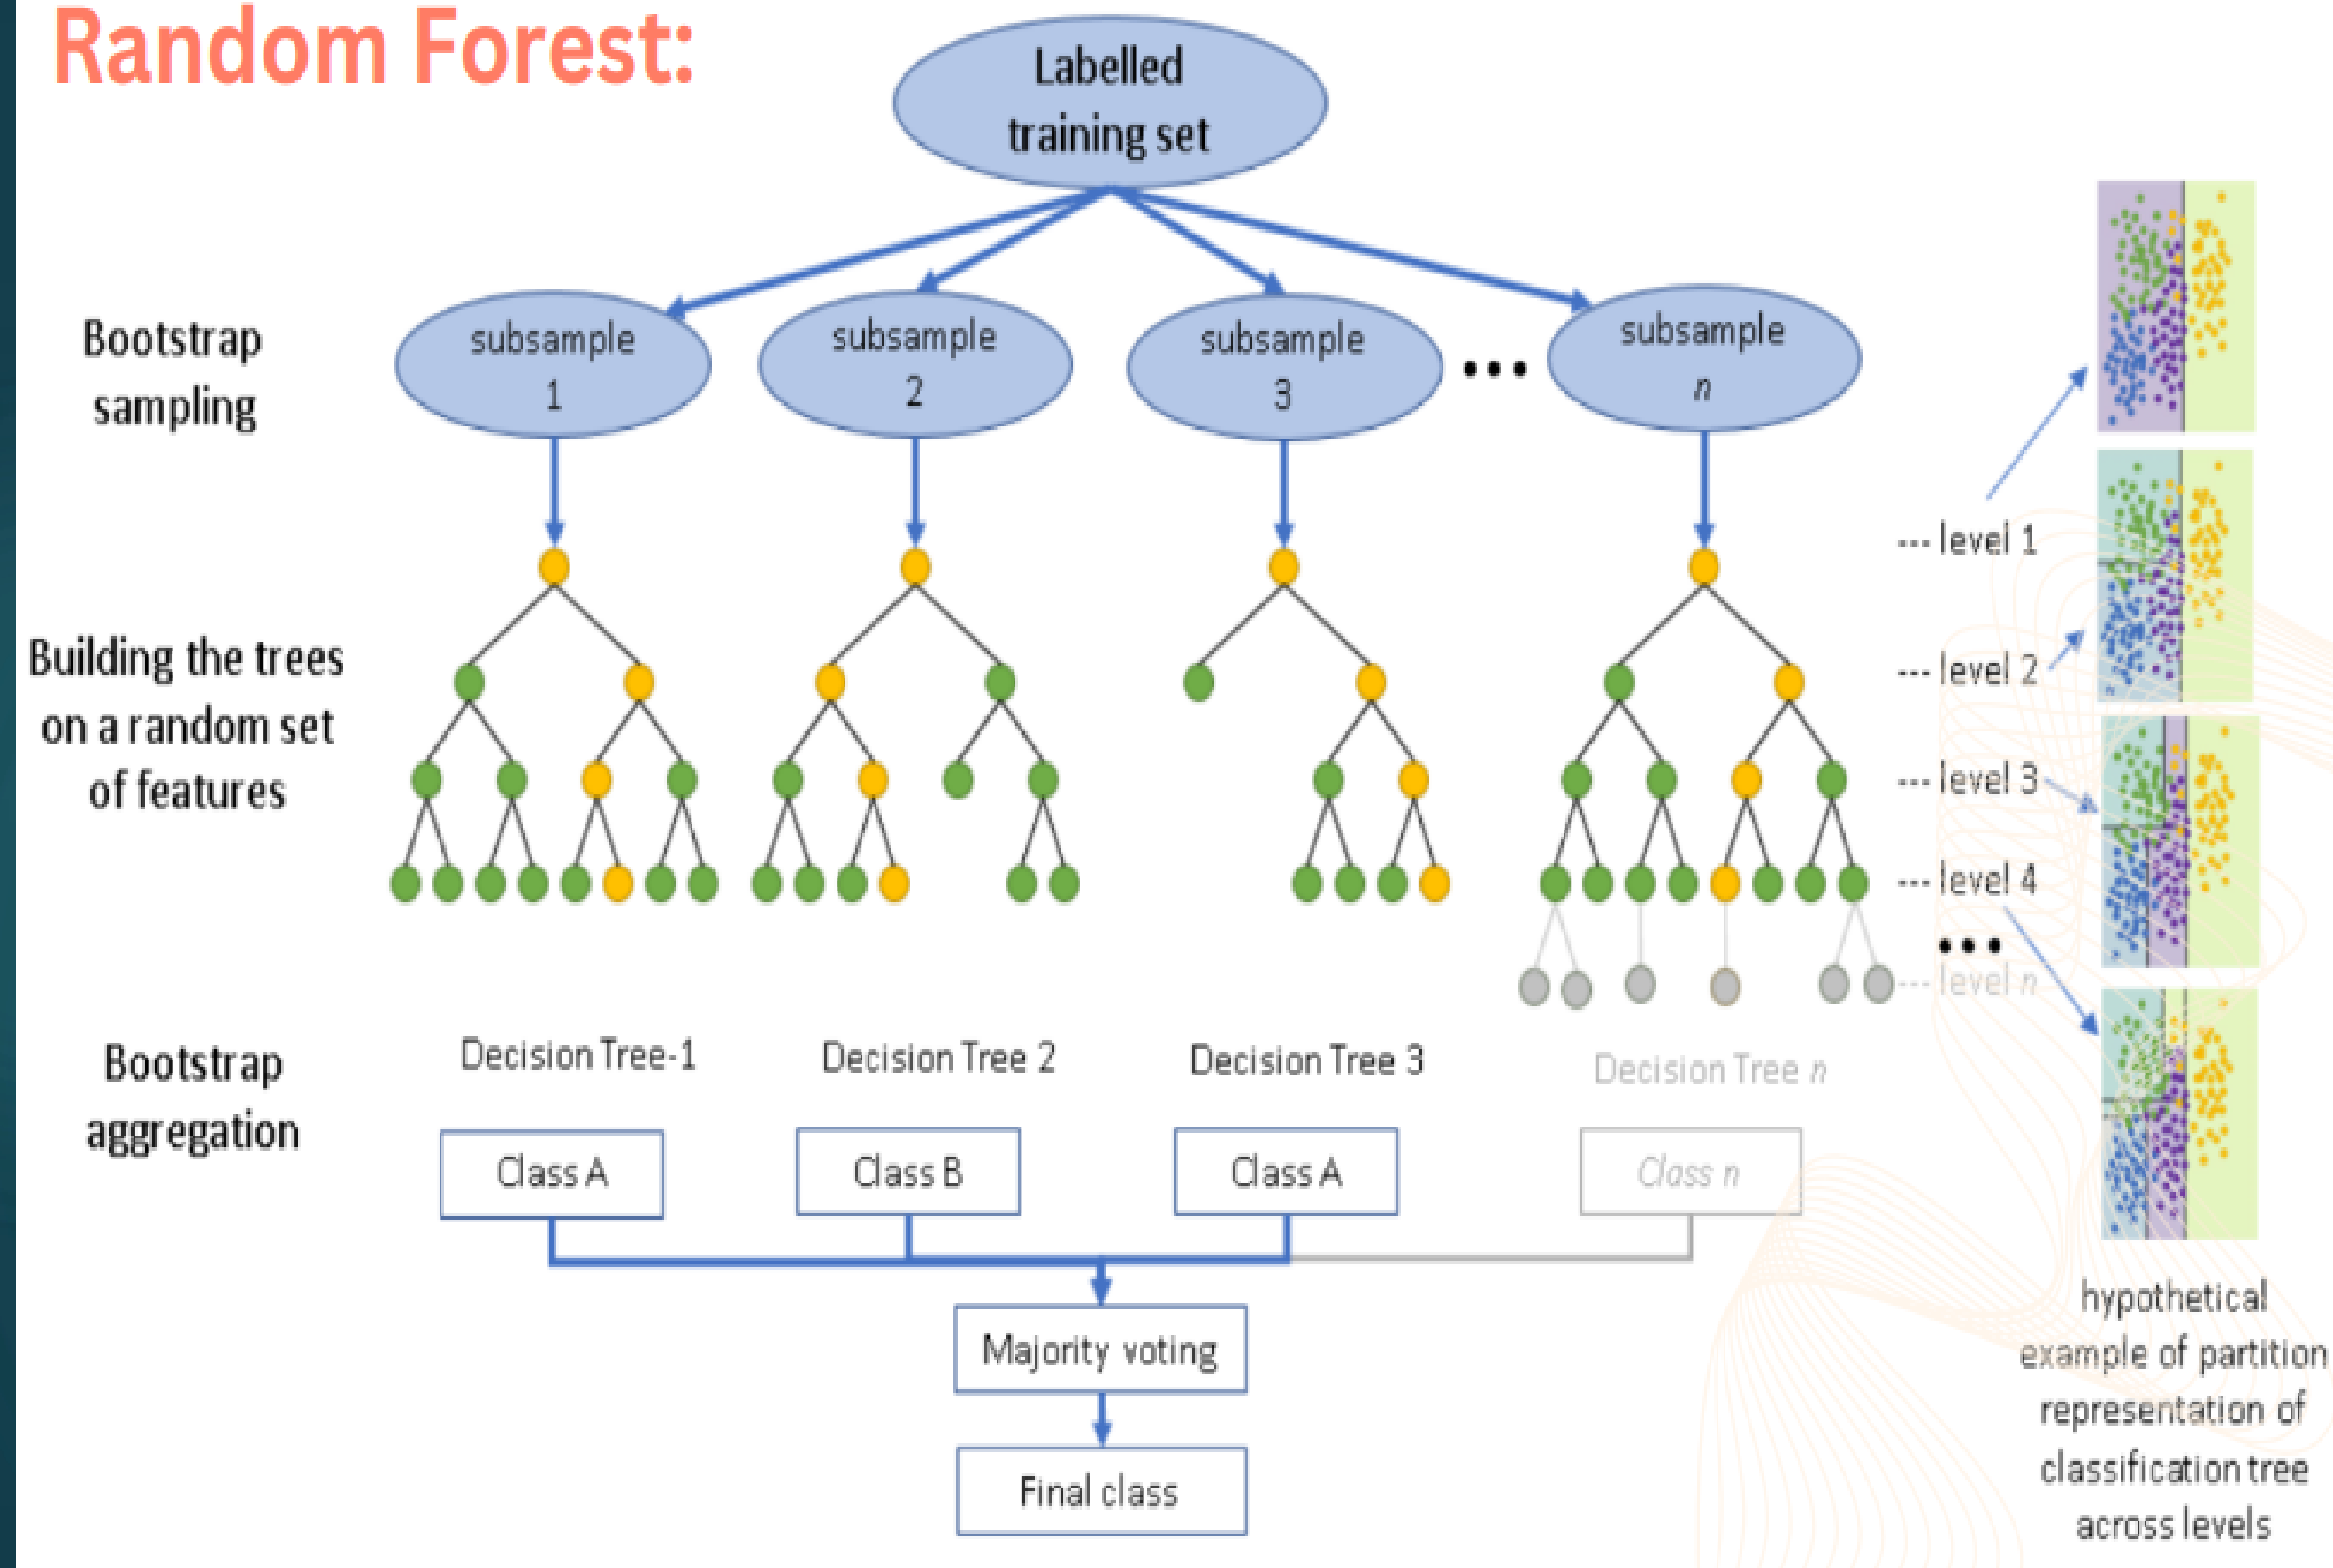 Random Forest:
Labelled
training set
Bootstrap
sampling
subsample
1
subsample
2
subsample
3
•••
subsample
n
Building the trees
on a random set
of features
--- level 1
--- level 2
--- level 3
--- level 4
•••
--- level n
Bootstrap
aggregation
Decision Tree-1
Decision Tree 2
Decision Tree 3
Decision Tree n
Class A
Class B
Class A
Class n
Majority voting
Final class
hypothetical
example of partition
representation of
classification tree
across levels